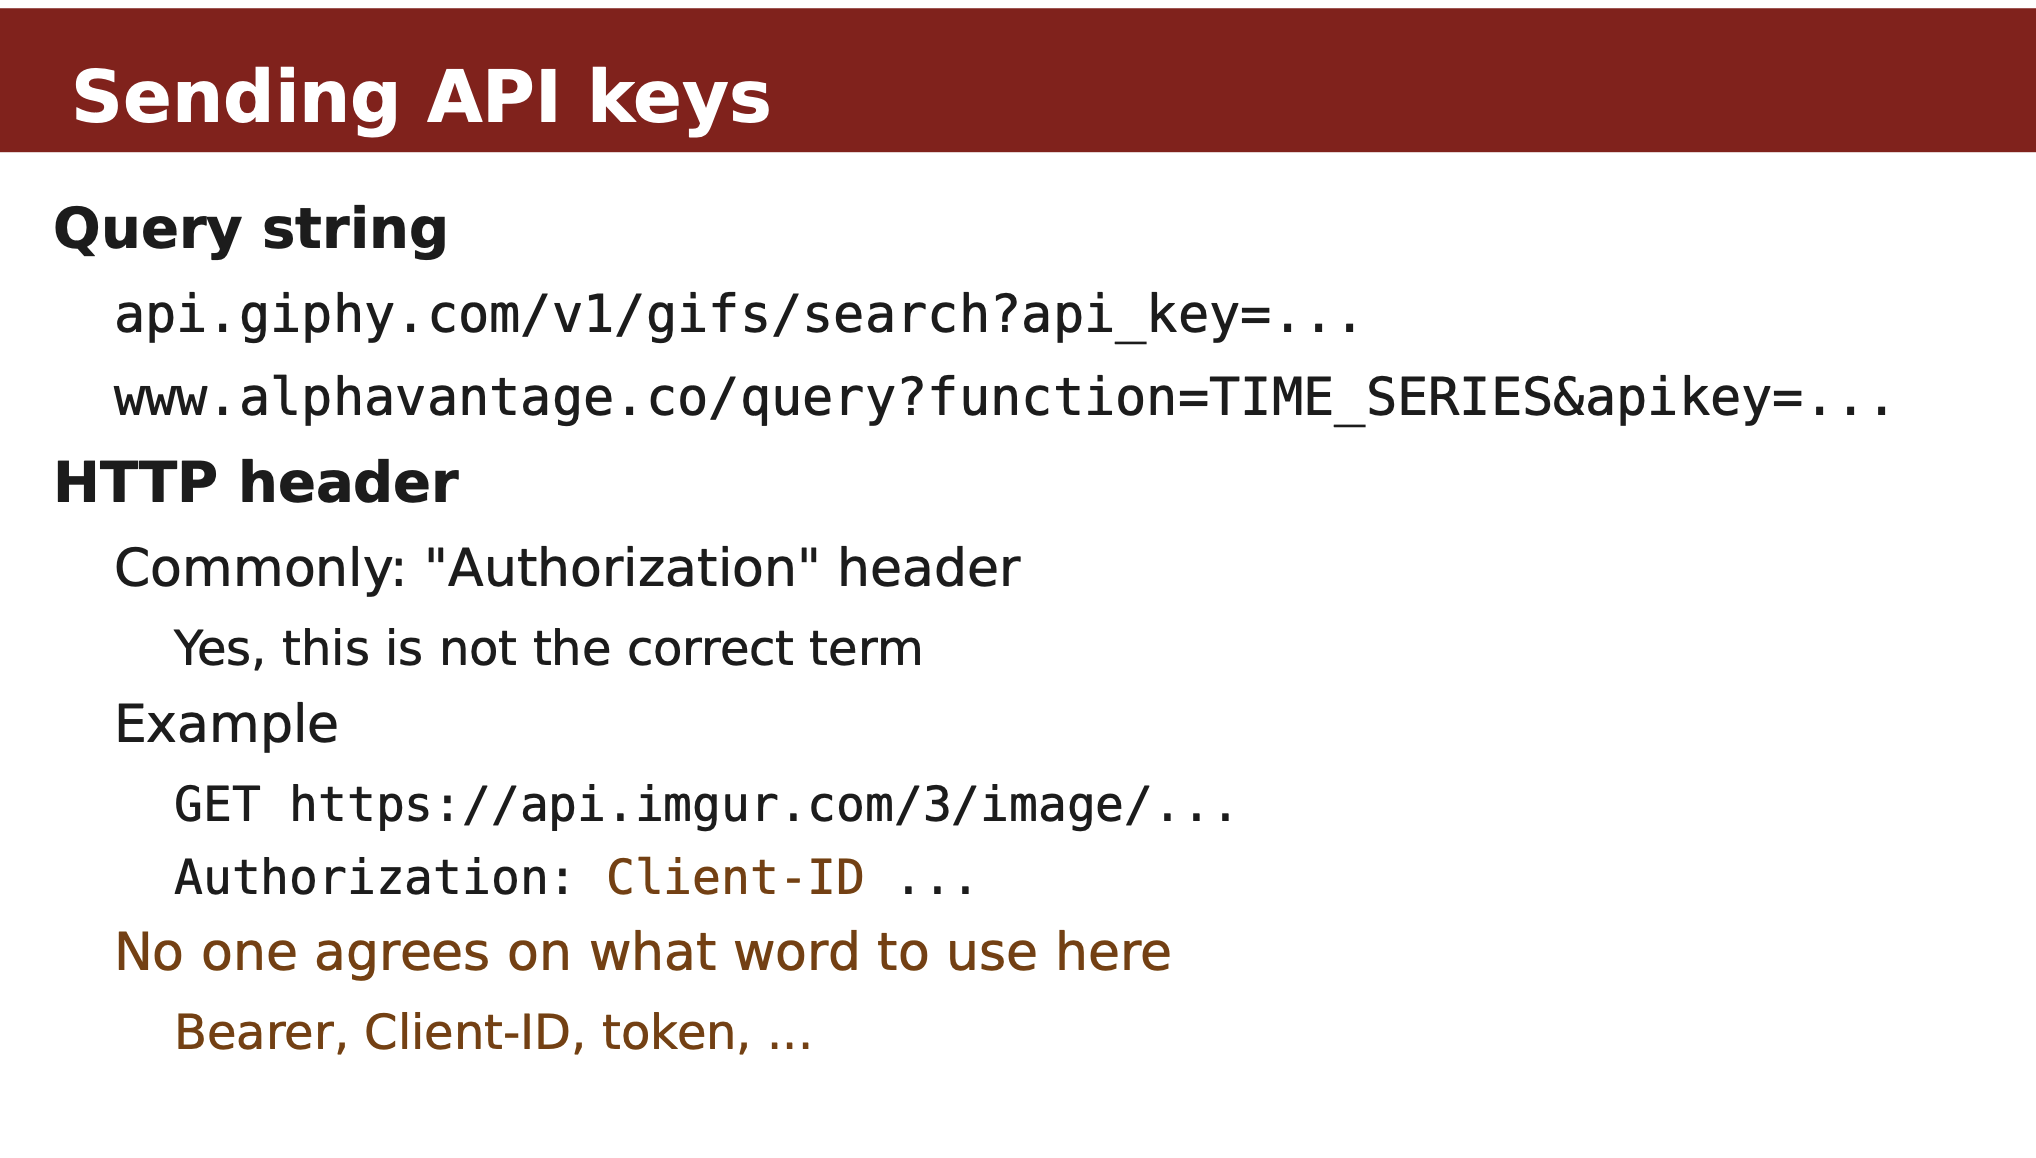 Sending API keys
Query string
api.giphy.com/v1/gifs/search?api_key=...
www.alphavantage.co/query?function=TIME_SERIES&apikey=...
HTTP header
Commonly: "Authorization" header
Yes, this is not the correct term
Example
GET https://api.imgur.com/3/image/...
Authorization: Client-ID ...
No one agrees on what word to use here
Bearer, Client-ID, token, ...